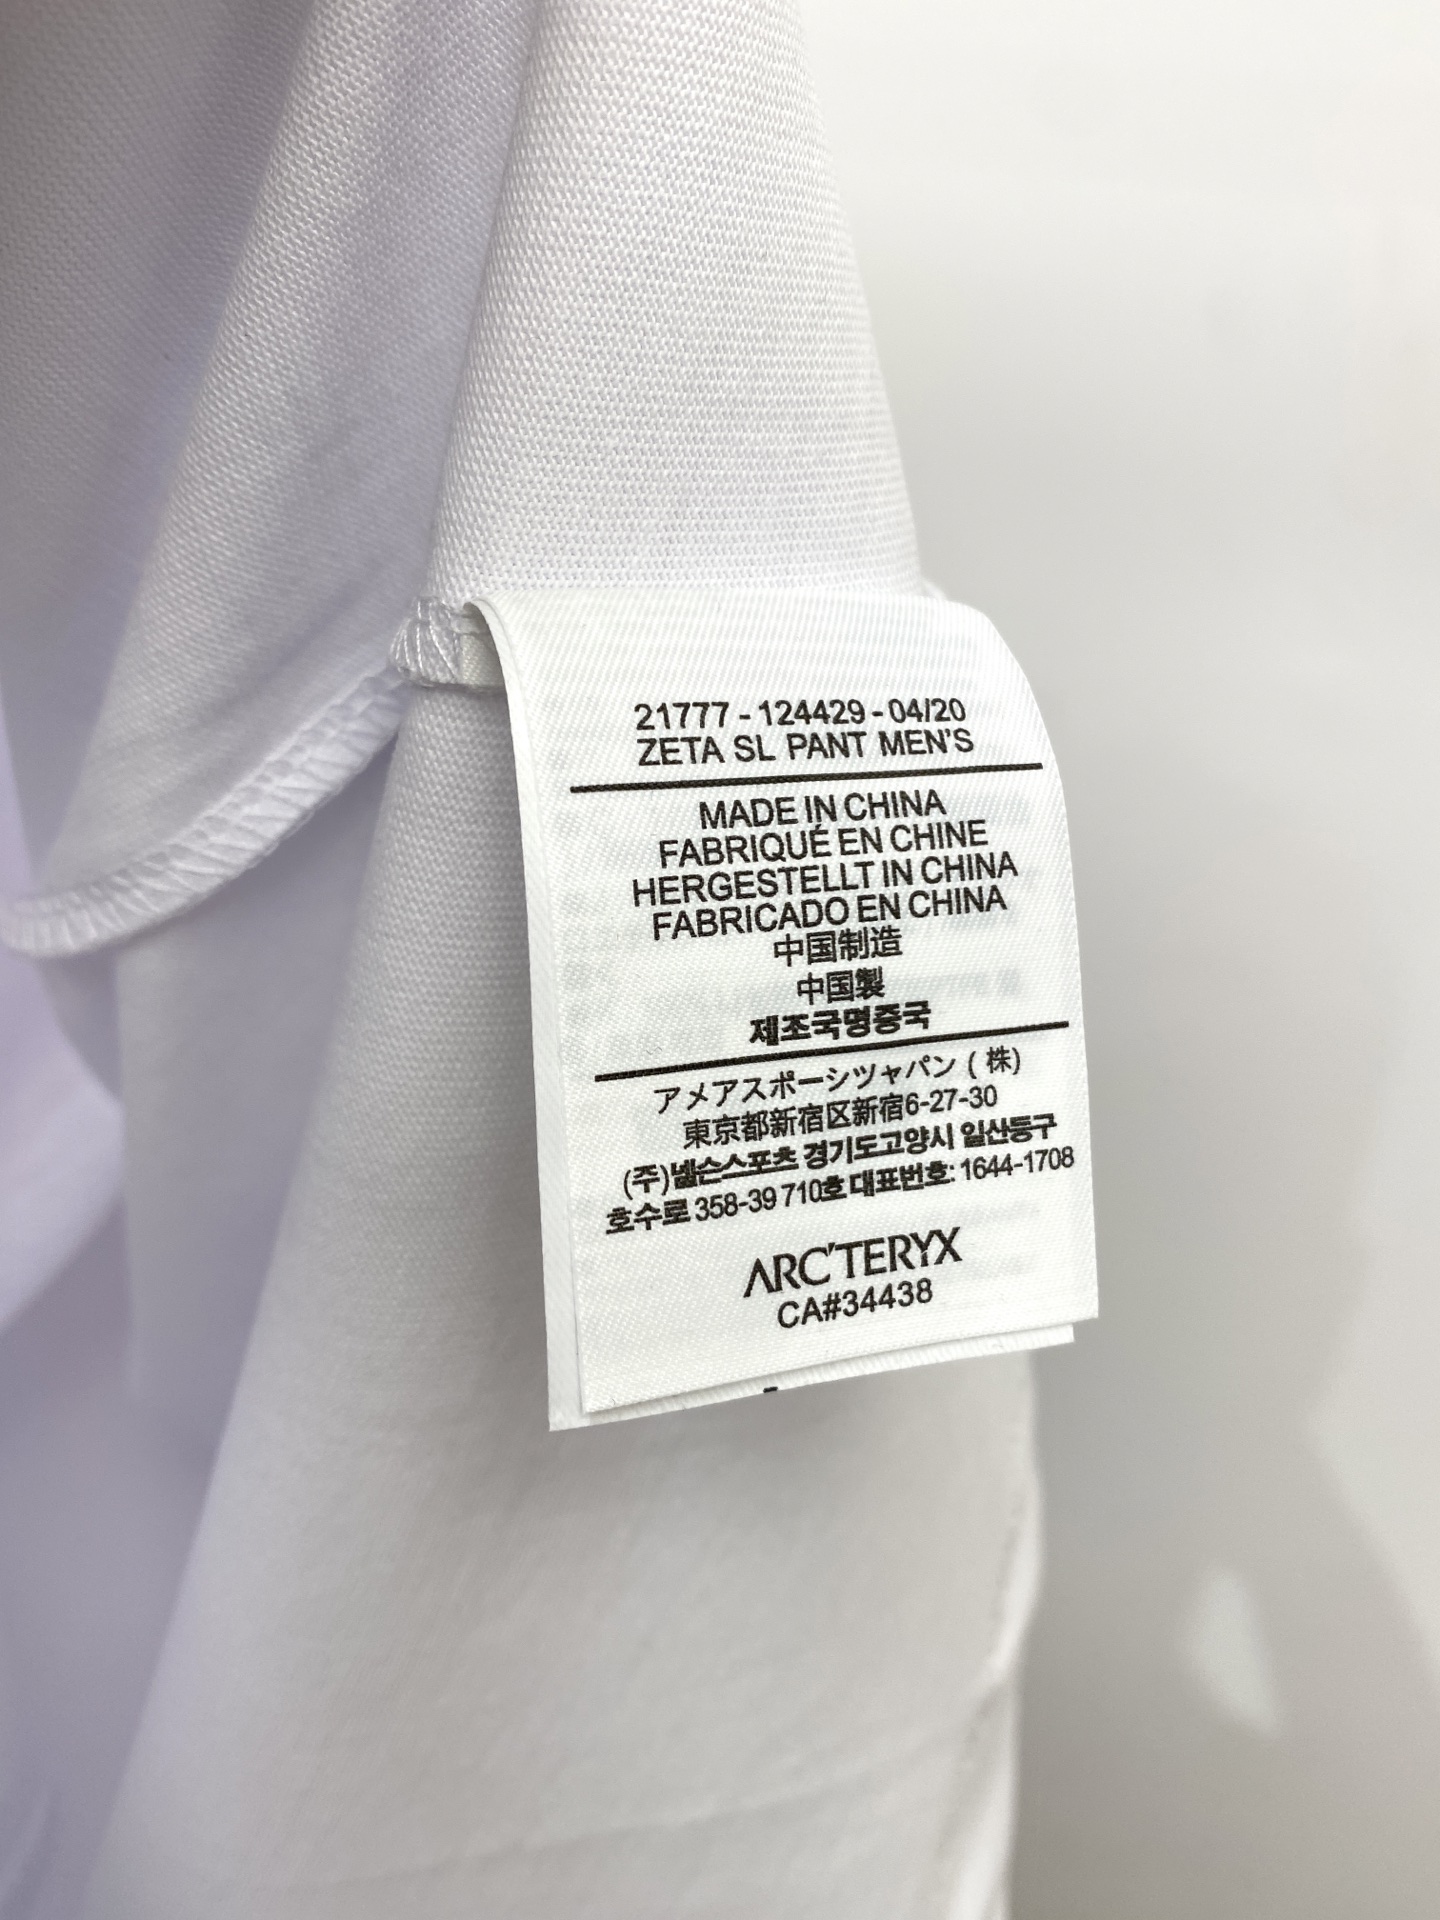 21777 - 124429 - 04/20
ZETA SL PANT MEN'S
MADE IN CHINA
FABRIQUÉ EN CHINE
HERGESTELLT IN CHINA
FABRICADO EN CHINA
中国制造
中国製
제조국명중국
アメアスポーシツャパン ( 株)
東京都新宿区新宿6-27-30
(주)넬슨스포츠 경기도고양시 일산동구
호수로 358-39 710호 대표번호: 1644-1708
ARC'TERYX
CA#34438